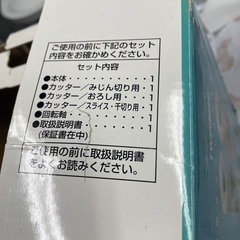 ご使用の前に下記のセット
内容をお確かめください。
セット内容
●本体・・・・・・・・・・・・・・1
●カッター/みじん切り用・1
●カッター/おろし用・・・・1
●カッター/スライス・千切り用・1
●回転軸・・・・・・・・・・・・1
●取扱説明書・・・・・・・・1
(保証書在中)
ご使用の前に取扱説明書
をよくお読みください。